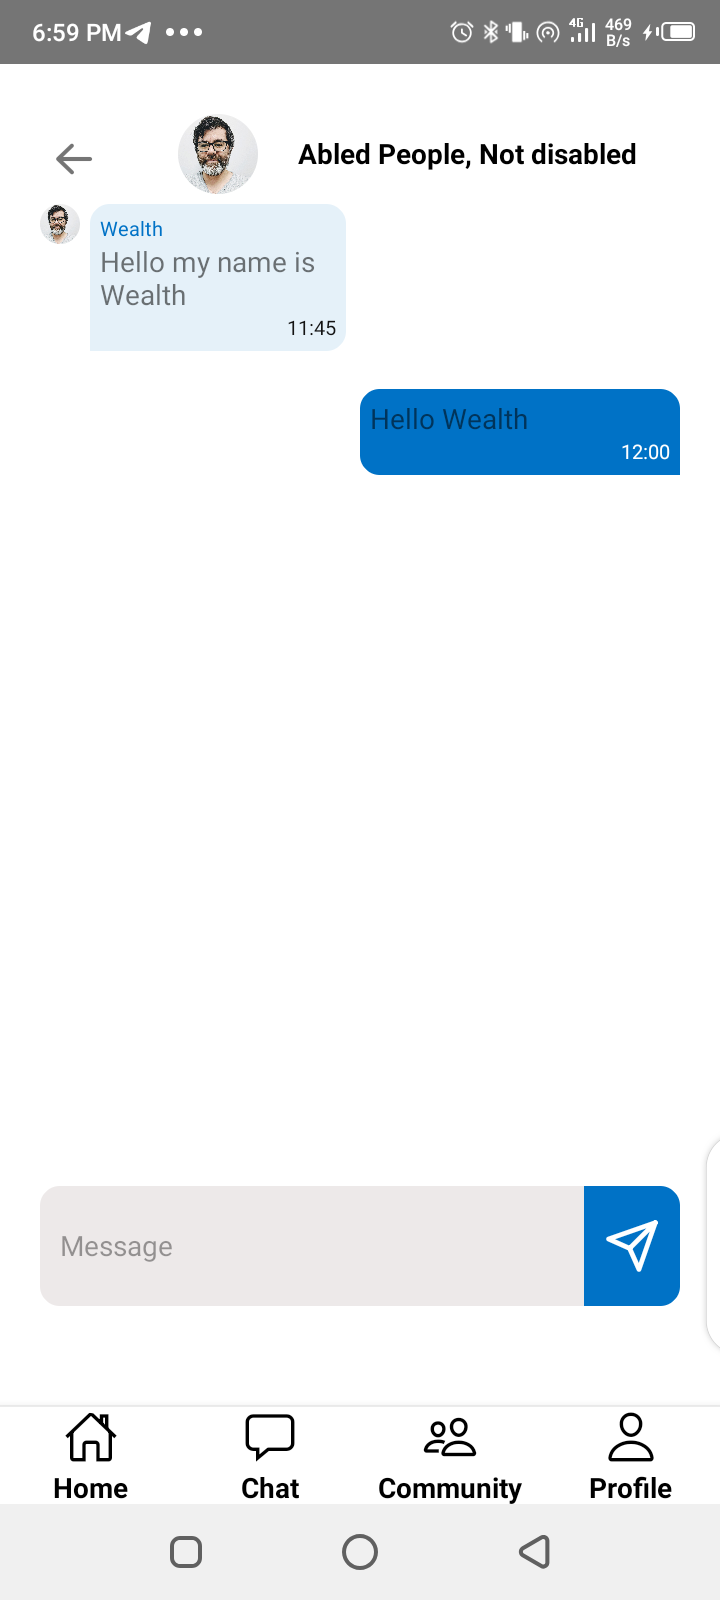 6:59 PM
4G
469
B/s
Abled People, Not disabled
Wealth
Hello my name is
Wealth
11:45
Hello Wealth
12:00
Message
Home
Chat
Community
Profile